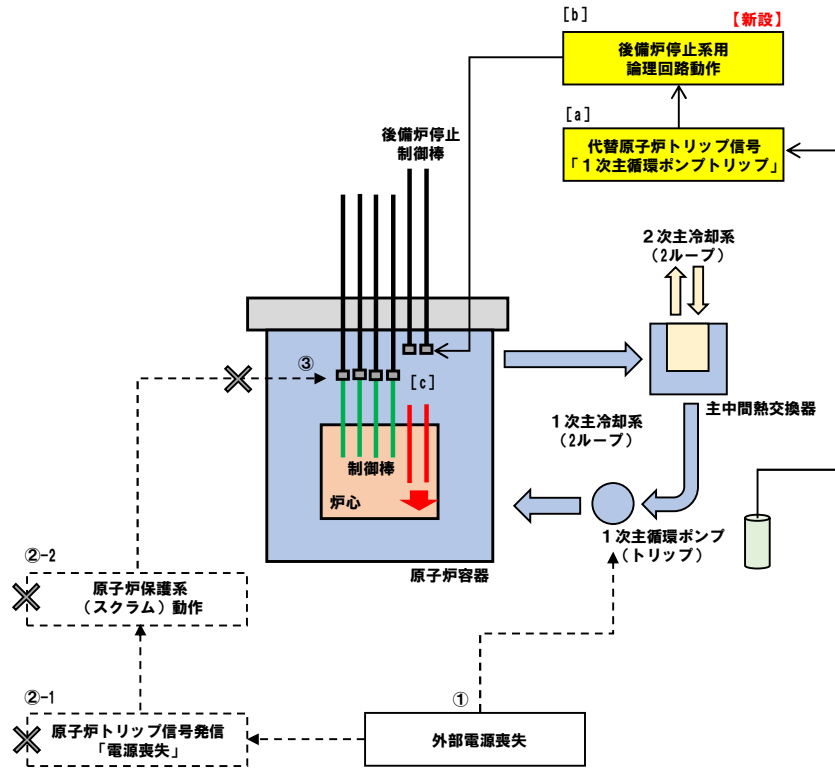 [b]
【新設】
後備炉停止系用
論理回路動作
[a]
代替原子炉トリップ信号
「１次主循環ポンプトリップ」
後備炉停止
制御棒
２次主冷却系
(2ループ)
③
[c]
主中間熱交換器
１次主冷却系
(2ループ)
制御棒
炉心
１次主循環ポンプ
(トリップ)
原子炉容器
②-2
原子炉保護系
(スクラム)動作
②-1
原子炉トリップ信号発信
「電源喪失」
①
外部電源喪失